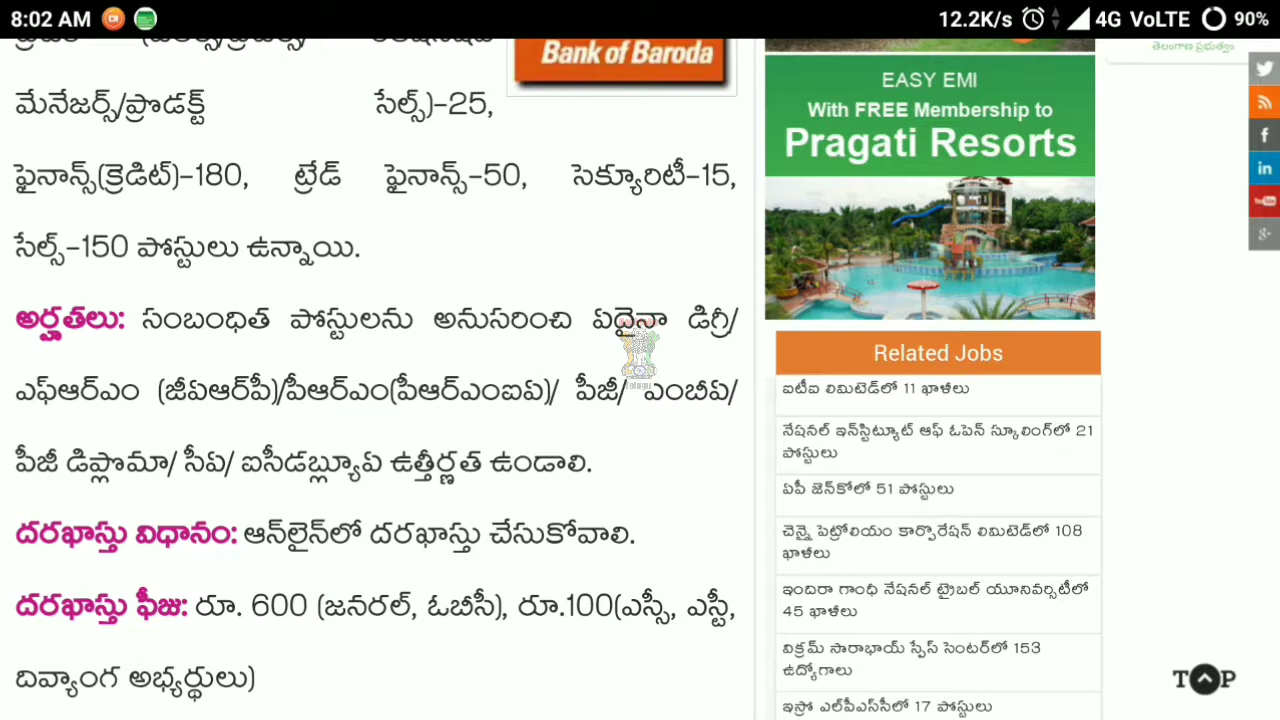 8:02 AM
12.2K/s
4G VoLTE
90%
Bank of Baroda
మేనేజర్స్/ప్రొడక్ట్ సేల్స్)-25,
ఫైనాన్స్(క్రెడిట్)-180, ట్రేడ్ ఫైనాన్స్-50, సెక్యూరిటీ-15,
సేల్స్-150 పోస్టులు ఉన్నాయి.
అర్హతలు: సంబంధిత పోస్టులను అనుసరించి ఏదైనా డిగ్రీ/
ఎఫ్ఆర్ఎం (జీఏఆర్‌పీ)/పీఆర్ఎం(పీఆర్ఎంఐఏ)/ పీజీ/ ఎంబీఏ/
పీజీ డిప్లొమా/ సీఏ/ ఐసీడబ్ల్యూఏ ఉత్తీర్ణత ఉండాలి.
దరఖాస్తు విధానం: ఆన్‌లైన్‌లో దరఖాస్తు చేసుకోవాలి.
దరఖాస్తు ఫీజు: రూ. 600 (జనరల్, ఓబీసీ), రూ.100(ఎస్సీ, ఎస్టీ,
దివ్యాంగ అభ్యర్థులు)
తెలంగాణ ప్రభుత్వం
EASY EMI
With FREE Membership to
Pragati Resorts
Related Jobs
ఐటీఐ లిమిటెడ్‌లో 11 ఖాళీలు
నేషనల్ ఇన్‌స్టిట్యూట్ ఆఫ్ ఓపెన్ స్కూలింగ్‌లో 21
పోస్టులు
ఏపీ జెన్‌కోలో 51 పోస్టులు
చెన్నై పెట్రోలియం కార్పొరేషన్ లిమిటెడ్‌లో 108
ఖాళీలు
ఇందిరా గాంధీ నేషనల్ ట్రైబల్ యూనివర్సిటీలో
45 ఖాళీలు
విక్రమ్ సారాభాయ్ స్పేస్ సెంటర్‌లో 153
ఉద్యోగాలు
ఇస్రో ఎల్‌పీఎస్‌సీలో 17 పోస్టులు
TOP